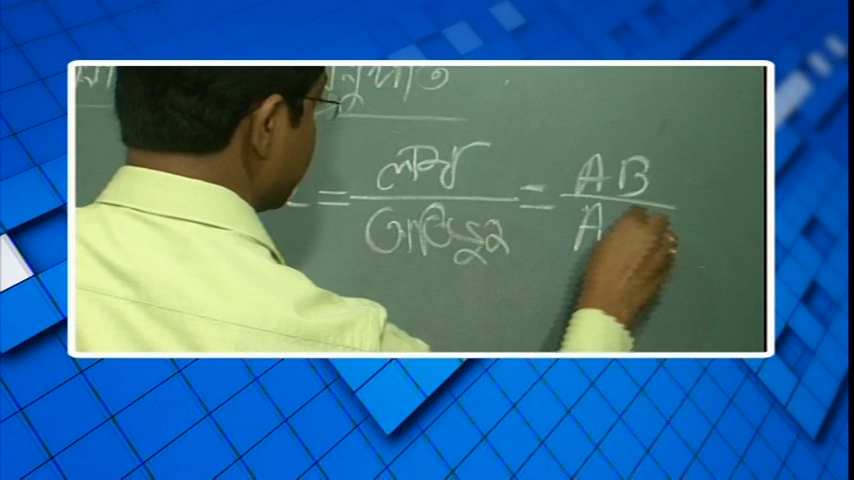 নুপাত
= লম্ব / অতিভুজ = AB / A